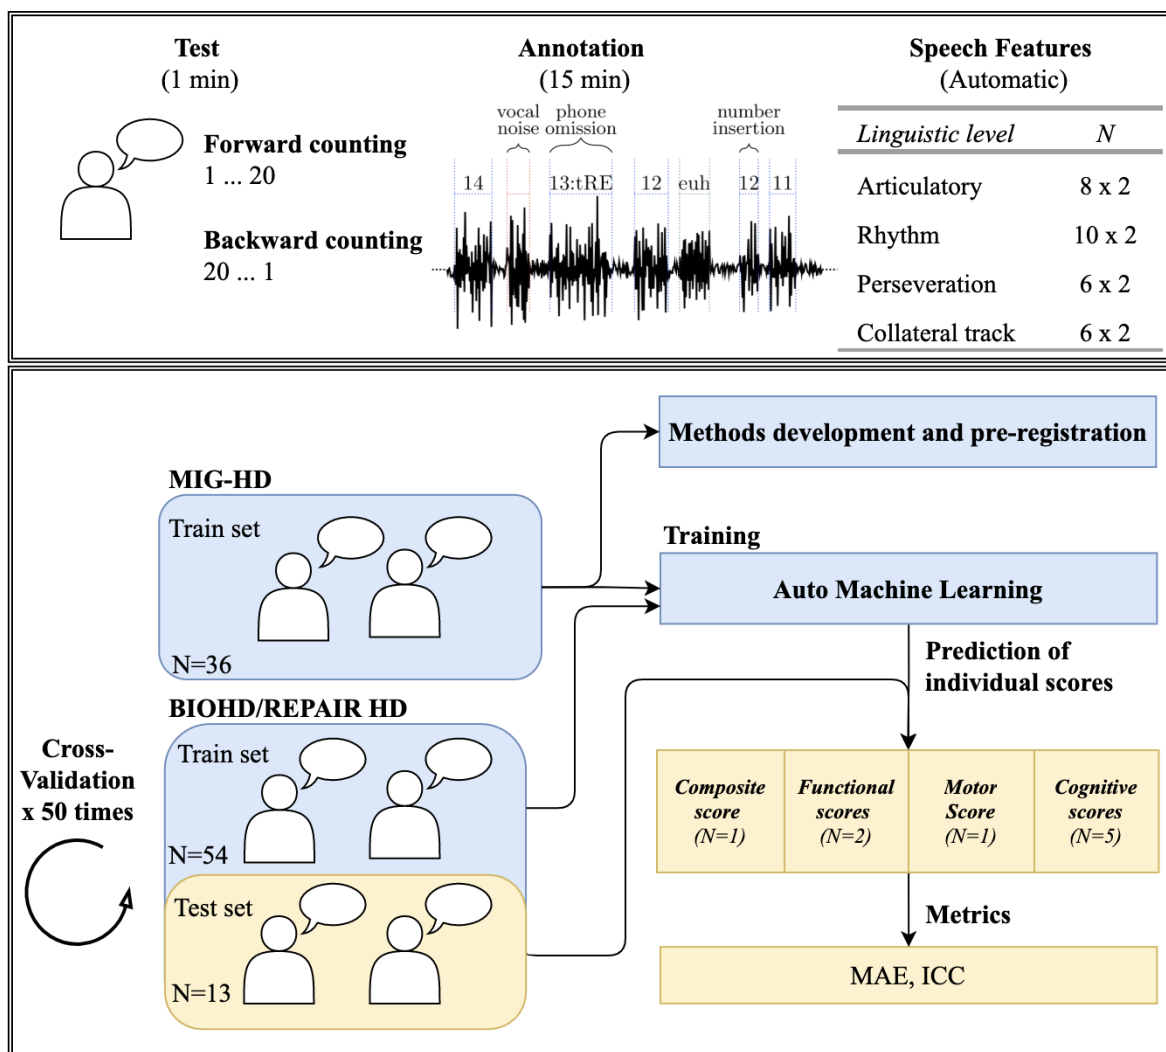 Test
(1 min)
Forward counting
1 ... 20
Backward counting
20 ... 1
Annotation
(15 min)
vocal
noise
phone
omission
number
insertion
14
13:tRE
12
euh
12
11
Speech Features
(Automatic)
Linguistic level N
Articulatory 8 x 2
Rhythm 10 x 2
Perseveration 6 x 2
Collateral track 6 x 2
Methods development and pre-registration
MIG-HD
Train set
N=36
Training
Auto Machine Learning
Prediction of
individual scores
BIOHD/REPAIR HD
Train set
N=54
Cross-
Validation
x 50 times
Test set
N=13
Composite
score
(N=1)
Functional
scores
(N=2)
Motor
Score
(N=1)
Cognitive
scores
(N=5)
Metrics
MAE, ICC